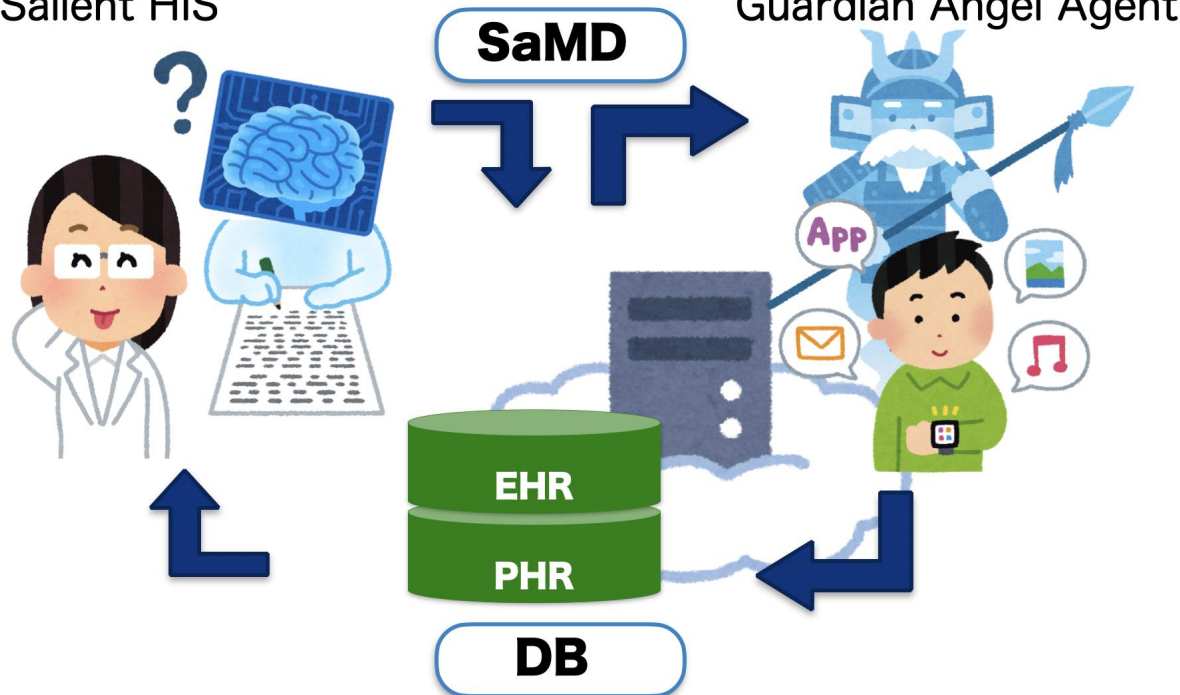 Salient HIS
Guardian Angel Agent
SaMD
?
App
EHR
PHR
DB